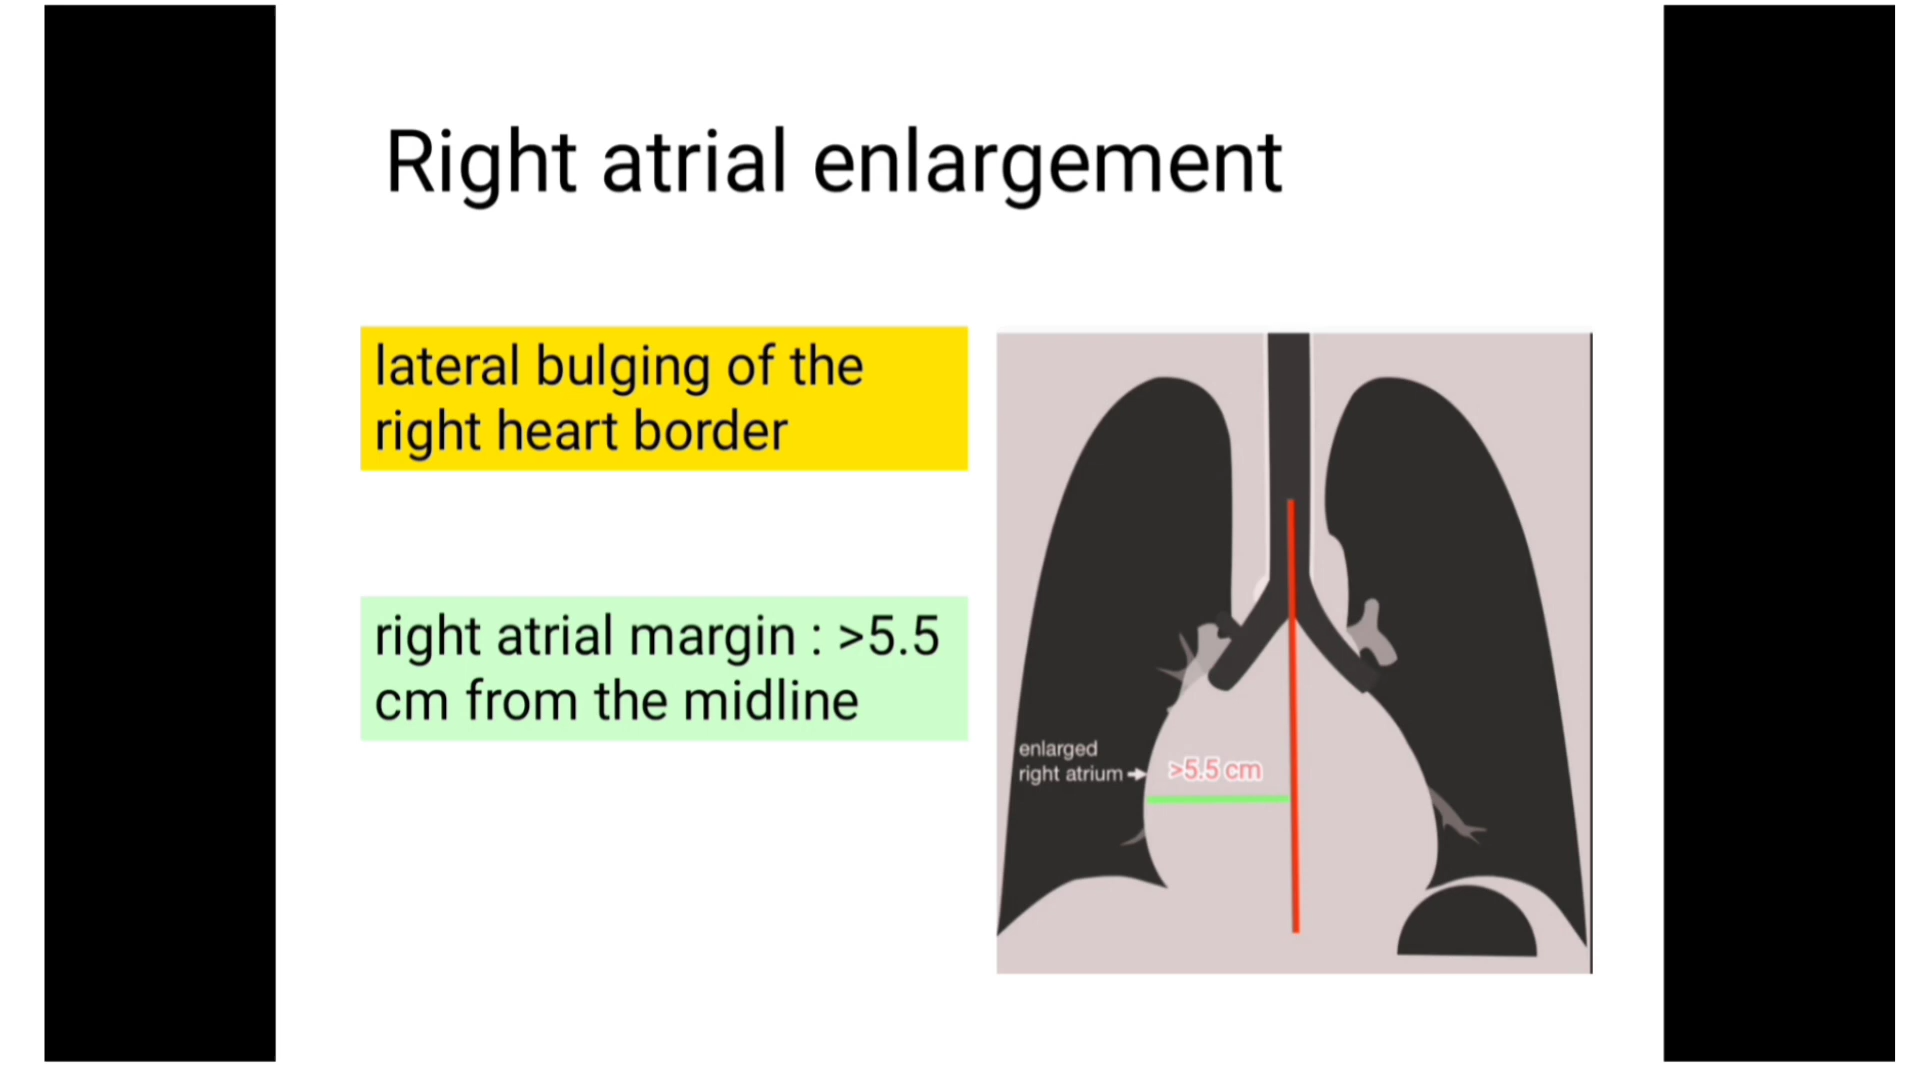 Right atrial enlargement
lateral bulging of the
right heart border
right atrial margin : >5.5
cm from the midline
enlarged
right atrium
>5.5 cm